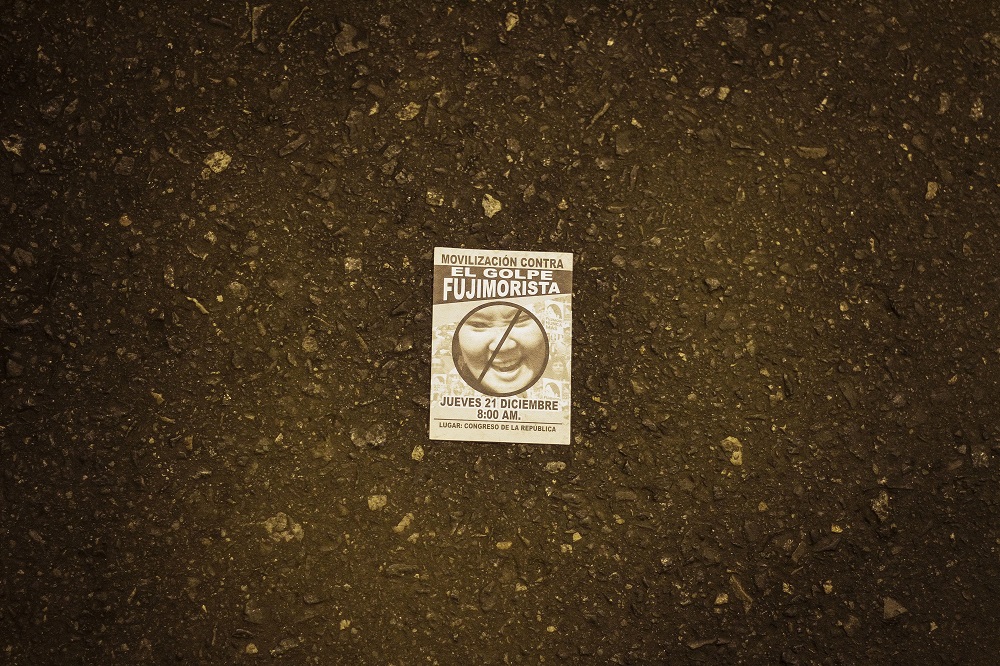 MOVILIZACIÓN CONTRA
EL GOLPE
FUJIMORISTA
JUEVES 21 DICIEMBRE
8:00 AM.
LUGAR: CONGRESO DE LA REPÚBLICA